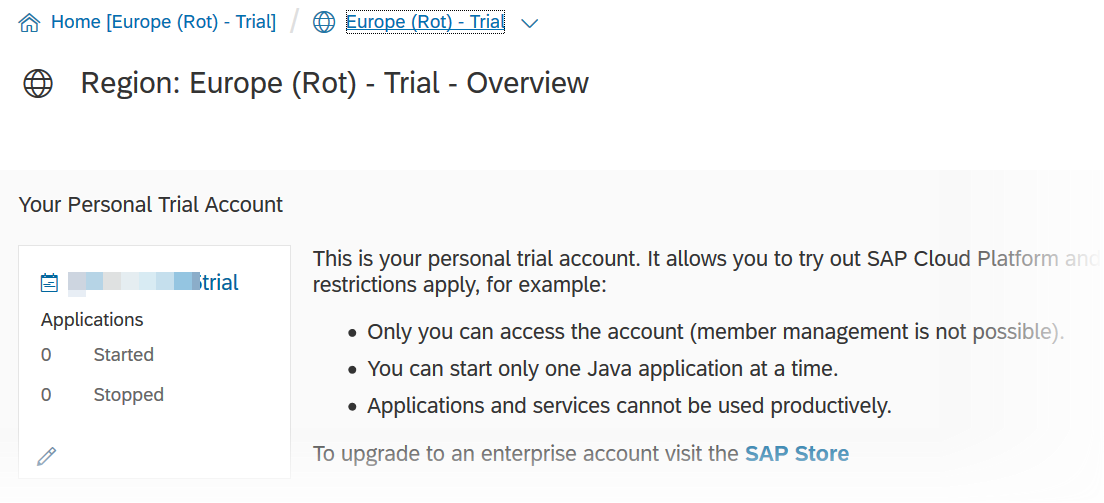 Home [Europe (Rot) - Trial] / Europe (Rot) - Trial
Region: Europe (Rot) - Trial - Overview
Your Personal Trial Account
trial
Applications
0 Started
0 Stopped
This is your personal trial account. It allows you to try out SAP Cloud Platform and
restrictions apply, for example:
• Only you can access the account (member management is not possible).
• You can start only one Java application at a time.
• Applications and services cannot be used productively.
To upgrade to an enterprise account visit the SAP Store